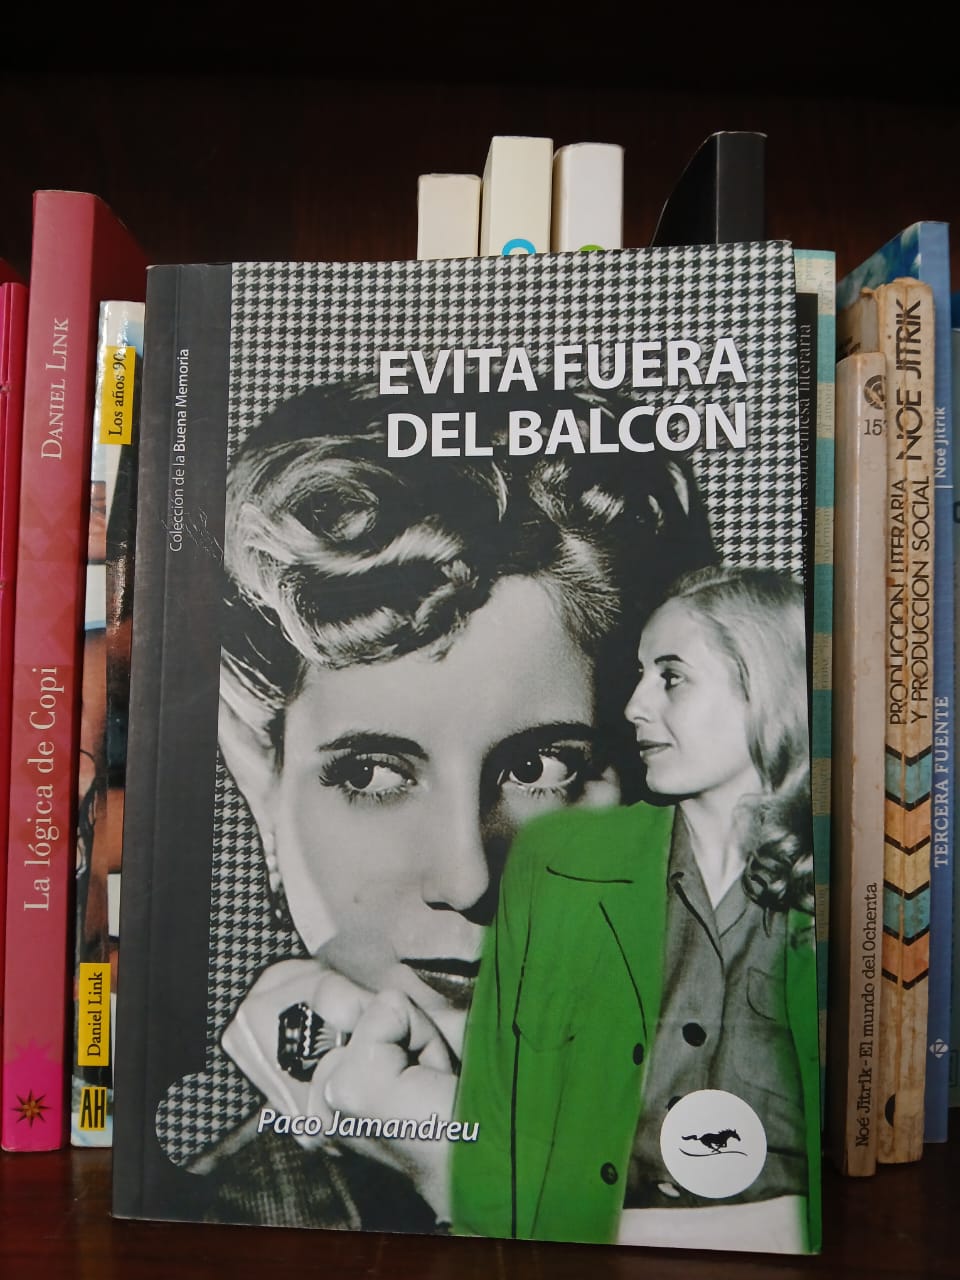 EVITA FUERA
DEL BALCÓN
Paco Jamandreu
Colección de la Buena Memoria
DANIEL LINK
La lógica de Copi
Los años 90
Daniel Link
AH
literaria
NOE JITRIK
PRODUCCION LITERARIA
Y PRODUCCION SOCIAL
15
Noé Jitrik - El mundo del Ochenta
Noé Jitrik
TERCERA FUENTE
N